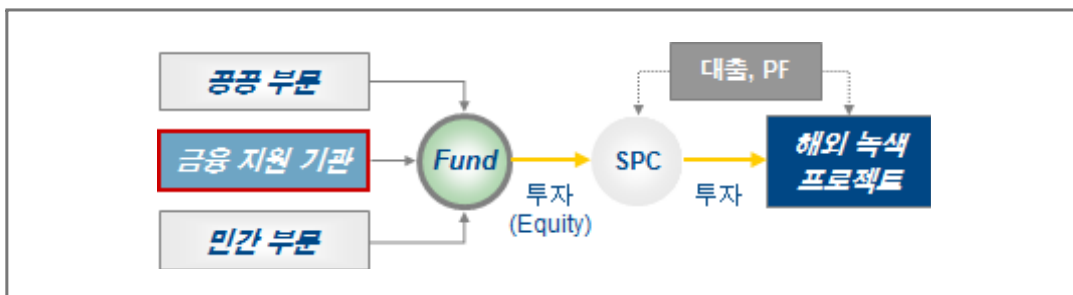 공공 부문
대출, PF
금융 지원 기관
Fund
SPC
해외 녹색
프로젝트
투자
(Equity)
투자
민간 부문